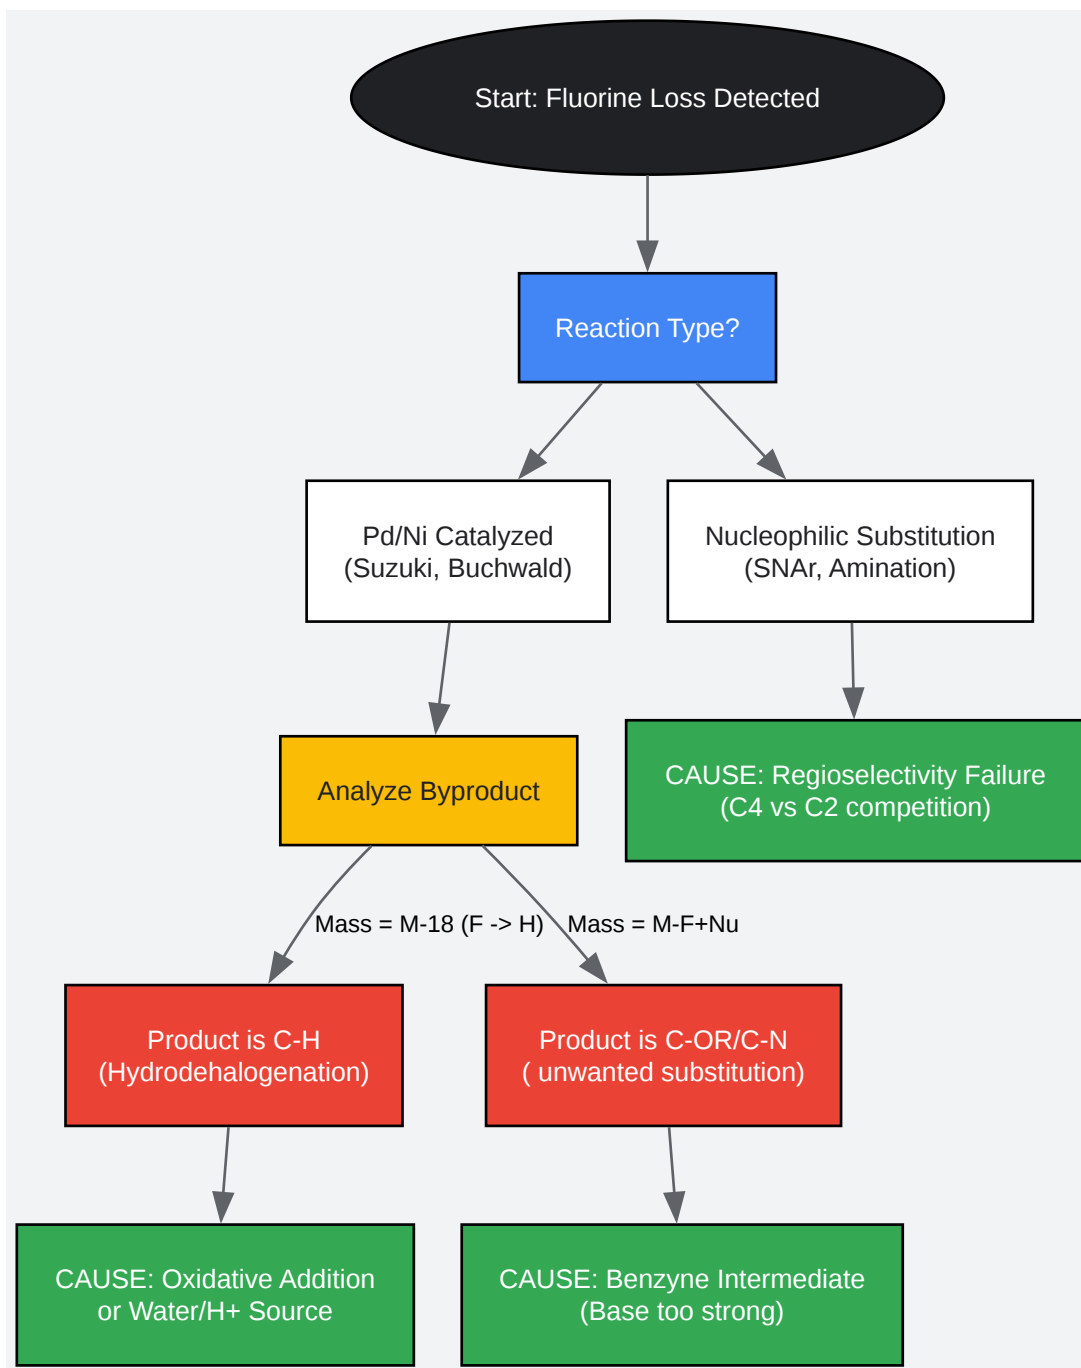 Start: Fluorine Loss Detected
Reaction Type?
Pd/Ni Catalyzed
(Suzuki, Buchwald)
Nucleophilic Substitution
(SNAr, Amination)
Analyze Byproduct
CAUSE: Regioselectivity Failure
(C4 vs C2 competition)
Mass = M-18 (F -> H)
Mass = M-F+Nu
Product is C-H
(Hydrodehalogenation)
Product is C-OR/C-N
( unwanted substitution)
CAUSE: Oxidative Addition
or Water/H+ Source
CAUSE: Benzyne Intermediate
(Base too strong)